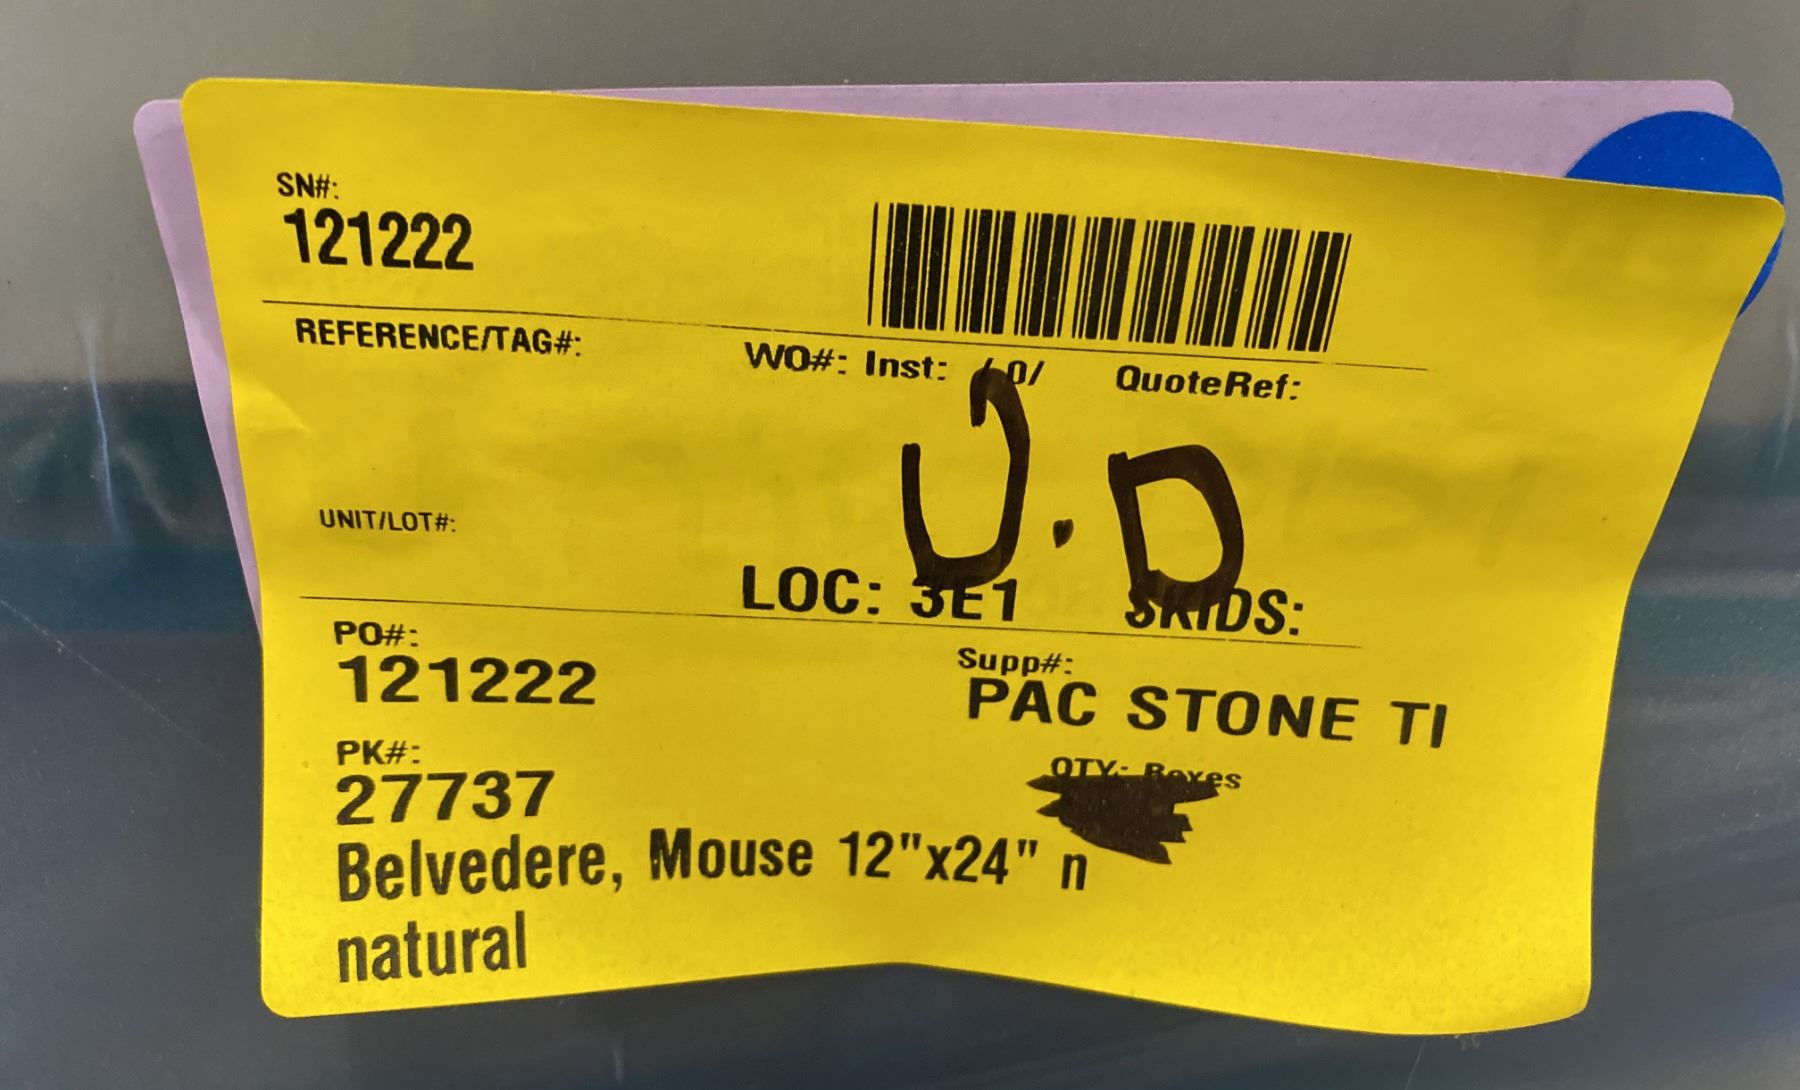 SN#:
121222
REFERENCE/TAG#:
WO#: Inst: / 0/ QuoteRef:
U.D
UNIT/LOT#:
LOC: 3E1 SKIDS:
PO#:
121222
Supp#:
PAC STONE TI
PK#:
27737
QTY: Boxes
Belvedere, Mouse 12"x24" n
natural